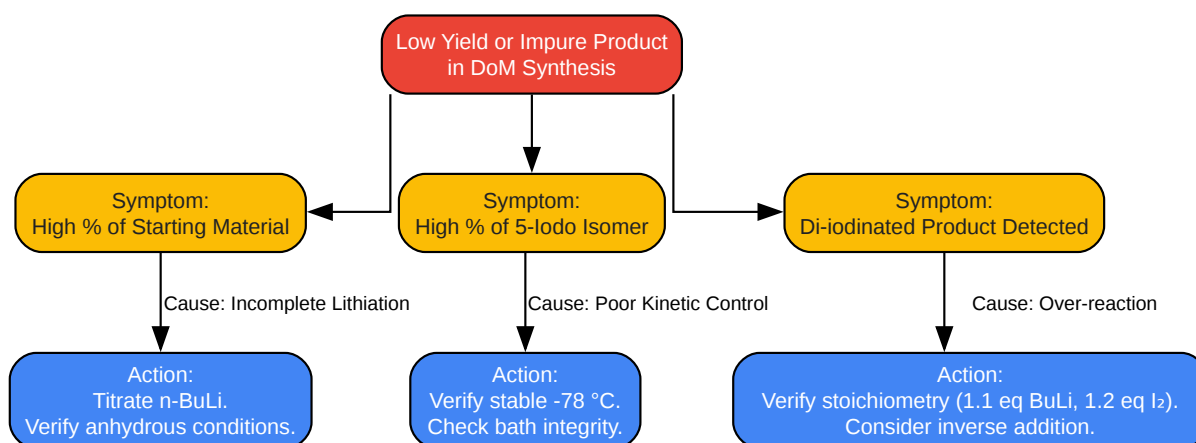 Low Yield or Impure Product
in DoM Synthesis
Symptom:
High % of Starting Material
Symptom:
High % of 5-Iodo Isomer
Symptom:
Di-iodinated Product Detected
Cause: Incomplete Lithiation
Cause: Poor Kinetic Control
Cause: Over-reaction
Action:
Titrate n-BuLi.
Verify anhydrous conditions.
Action:
Verify stable -78 °C.
Check bath integrity.
Action:
Verify stoichiometry (1.1 eq BuLi, 1.2 eq I₂).
Consider inverse addition.